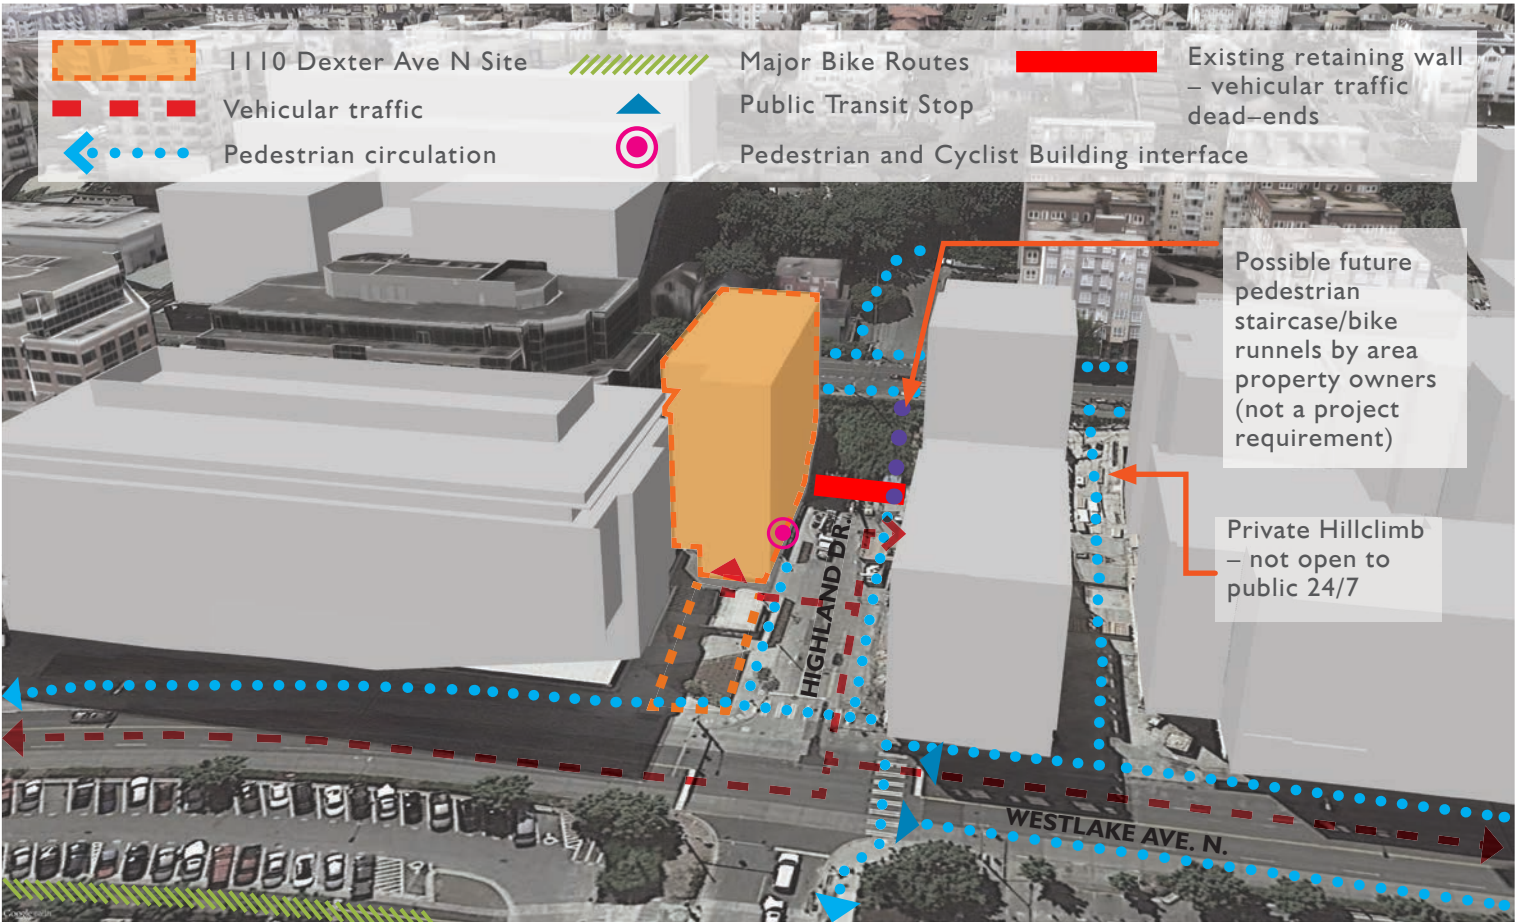 1110 Dexter Ave N Site
Vehicular traffic
Pedestrian circulation
Major Bike Routes
Public Transit Stop
Pedestrian and Cyclist Building interface
Existing retaining wall
– vehicular traffic
dead–ends
Possible future
pedestrian
staircase/bike
runnels by area
property owners
(not a project
requirement)
Private Hillclimb
– not open to
public 24/7
HIGHLAND DR.
WESTLAKE AVE. N.